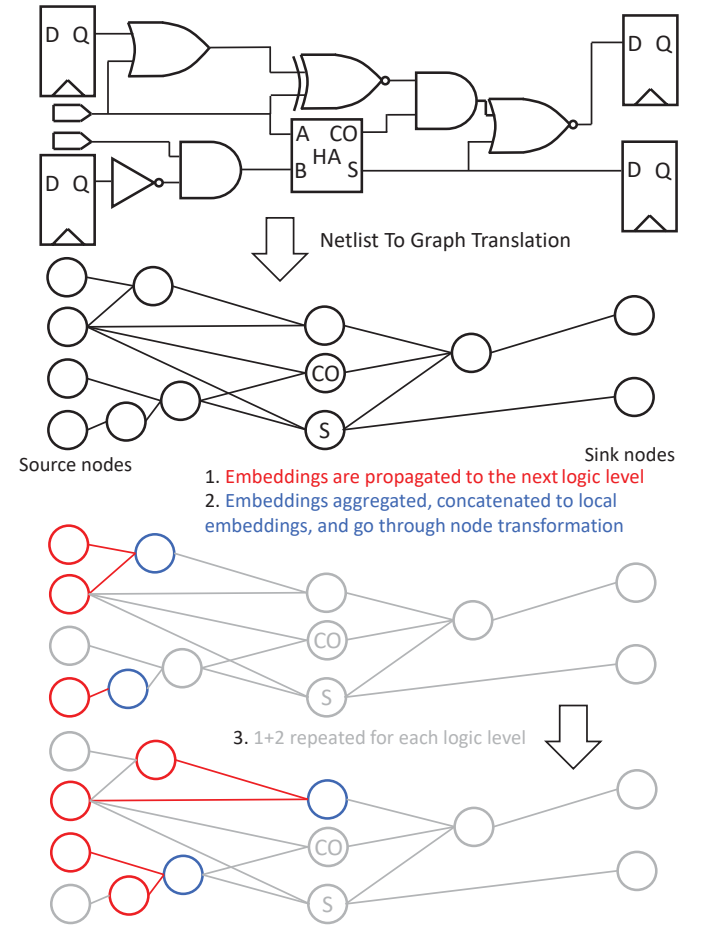 D Q
D Q
A CO
HA
B S
D Q
D Q
Netlist To Graph Translation
CO
S
Source nodes
Sink nodes
1. Embeddings are propagated to the next logic level
2. Embeddings aggregated, concatenated to local
embeddings, and go through node transformation
CO
S
3. 1+2 repeated for each logic level
CO
S